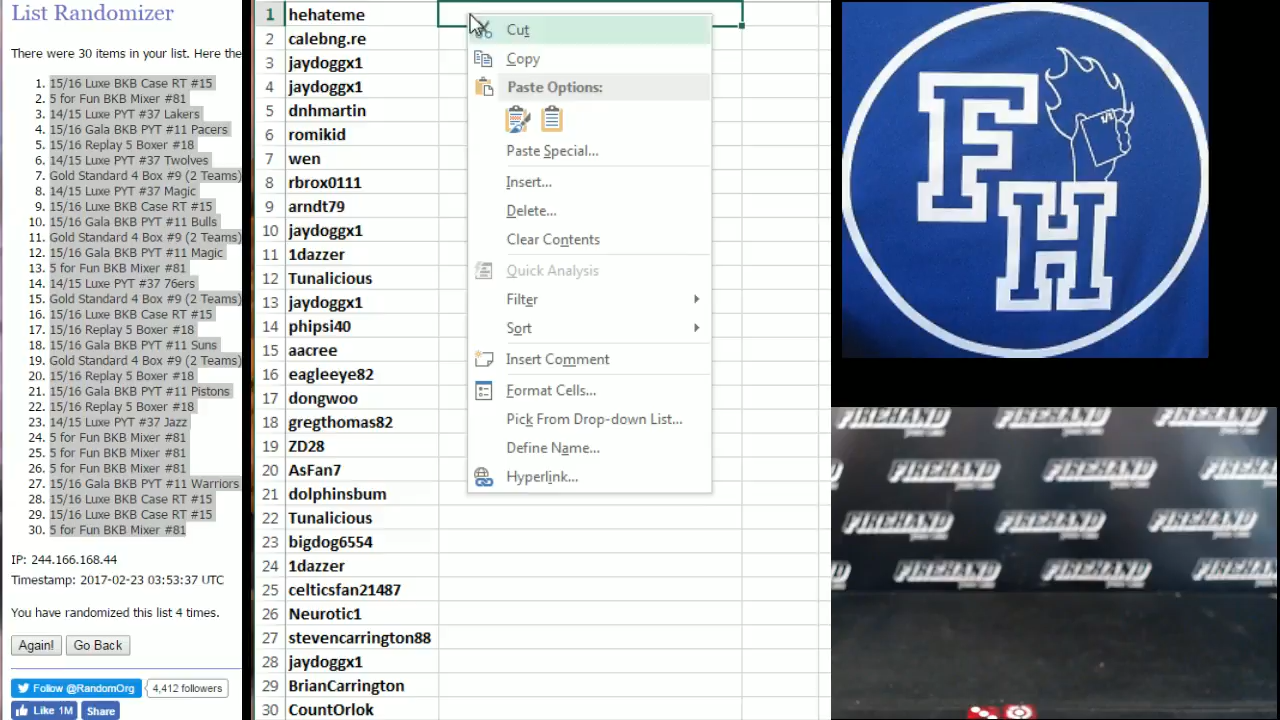 List Randomizer
There were 30 items in your list. Here the
1. 15/16 Luxe BKB Case RT #15
2. 5 for Fun BKB Mixer #81
3. 14/15 Luxe PYT #37 Lakers
4. 15/16 Gala BKB PYT #11 Pacers
5. 15/16 Replay 5 Boxer #18
6. 14/15 Luxe PYT #37 Twolves
7. Gold Standard 4 Box #9 (2 Teams)
8. 14/15 Luxe PYT #37 Magic
9. 15/16 Luxe BKB Case RT #15
10. 15/16 Gala BKB PYT #11 Bulls
11. Gold Standard 4 Box #9 (2 Teams)
12. 15/16 Gala BKB PYT #11 Magic
13. 5 for Fun BKB Mixer #81
14. 14/15 Luxe PYT #37 76ers
15. Gold Standard 4 Box #9 (2 Teams)
16. 15/16 Luxe BKB Case RT #15
17. 15/16 Replay 5 Boxer #18
18. 15/16 Gala BKB PYT #11 Suns
19. Gold Standard 4 Box #9 (2 Teams)
20. 15/16 Replay 5 Boxer #18
21. 15/16 Gala BKB PYT #11 Pistons
22. 15/16 Replay 5 Boxer #18
23. 14/15 Luxe PYT #37 Jazz
24. 5 for Fun BKB Mixer #81
25. 5 for Fun BKB Mixer #81
26. 5 for Fun BKB Mixer #81
27. 15/16 Gala BKB PYT #11 Warriors
28. 15/16 Luxe BKB Case RT #15
29. 15/16 Luxe BKB Case RT #15
30. 5 for Fun BKB Mixer #81
IP: 244.166.168.44
Timestamp: 2017-02-23 03:53:37 UTC
You have randomized this list 4 times.
Again! Go Back
Follow @RandomOrg 4,412 followers
Like 1M Share
1 hehateme
2 calebng.re
3 jaydoggx1
4 jaydoggx1
5 dnhmartin
6 romikid
7 wen
8 rbrox0111
9 arndt79
10 jaydoggx1
11 1dazzer
12 Tunalicious
13 jaydoggx1
14 phipsi40
15 aacree
16 eagleeye82
17 dongwoo
18 gregthomas82
19 ZD28
20 AsFan7
21 dolphinsbum
22 Tunalicious
23 bigdog6554
24 1dazzer
25 celticsfan21487
26 Neurotic1
27 stevencarrington88
28 jaydoggx1
29 BrianCarrington
30 CountOrlok
Cut
Copy
Paste Options:
Paste Special...
Insert...
Delete...
Clear Contents
Quick Analysis
Filter
Sort
Insert Comment
Format Cells...
Pick From Drop-down List...
Define Name...
Hyperlink...
FH
1/1
FIREHAND FIREHAND FIREHAND
FIREHAND FIREHAND
FIREHAND FIREHAND FIREHAND
FIREHAND FIREHAND FIREHAND